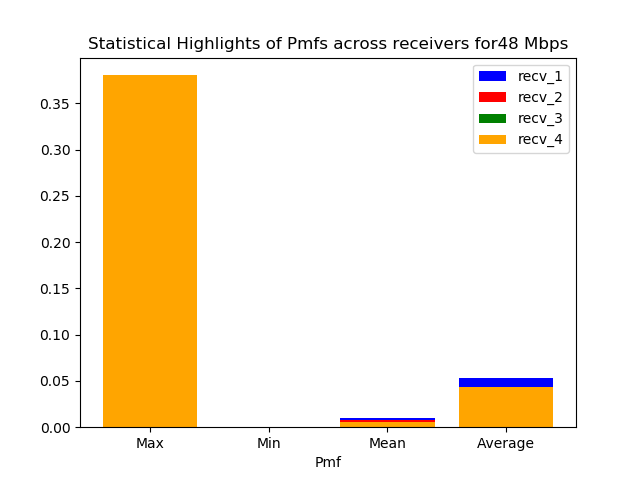 Statistical Highlights of Pmfs across receivers for48 Mbps
recv_1
recv_2
recv_3
recv_4
0.35
0.30
0.25
0.20
0.15
0.10
0.05
0.00
Max Min Mean Average
Pmf